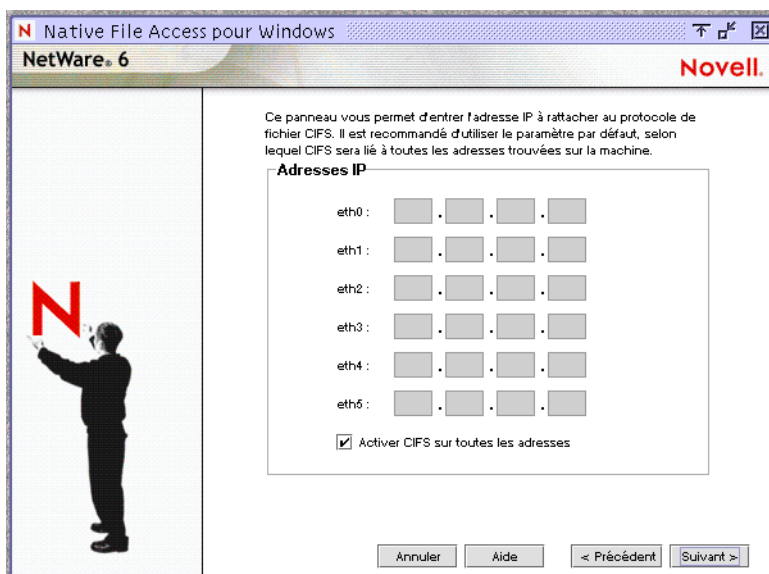 N Native File Access pour Windows
NetWare® 6
Novell.
Ce panneau vous permet d'entrer l'adresse IP à rattacher au protocole de
fichier CIFS. Il est recommandé d'utiliser le paramètre par défaut, selon
lequel CIFS sera lié à toutes les adresses trouvées sur la machine.
Adresses IP
eth0 :
eth1 :
eth2 :
eth3 :
eth4 :
eth5 :
Activer CIFS sur toutes les adresses
N
Annuler Aide < Précédent Suivant >